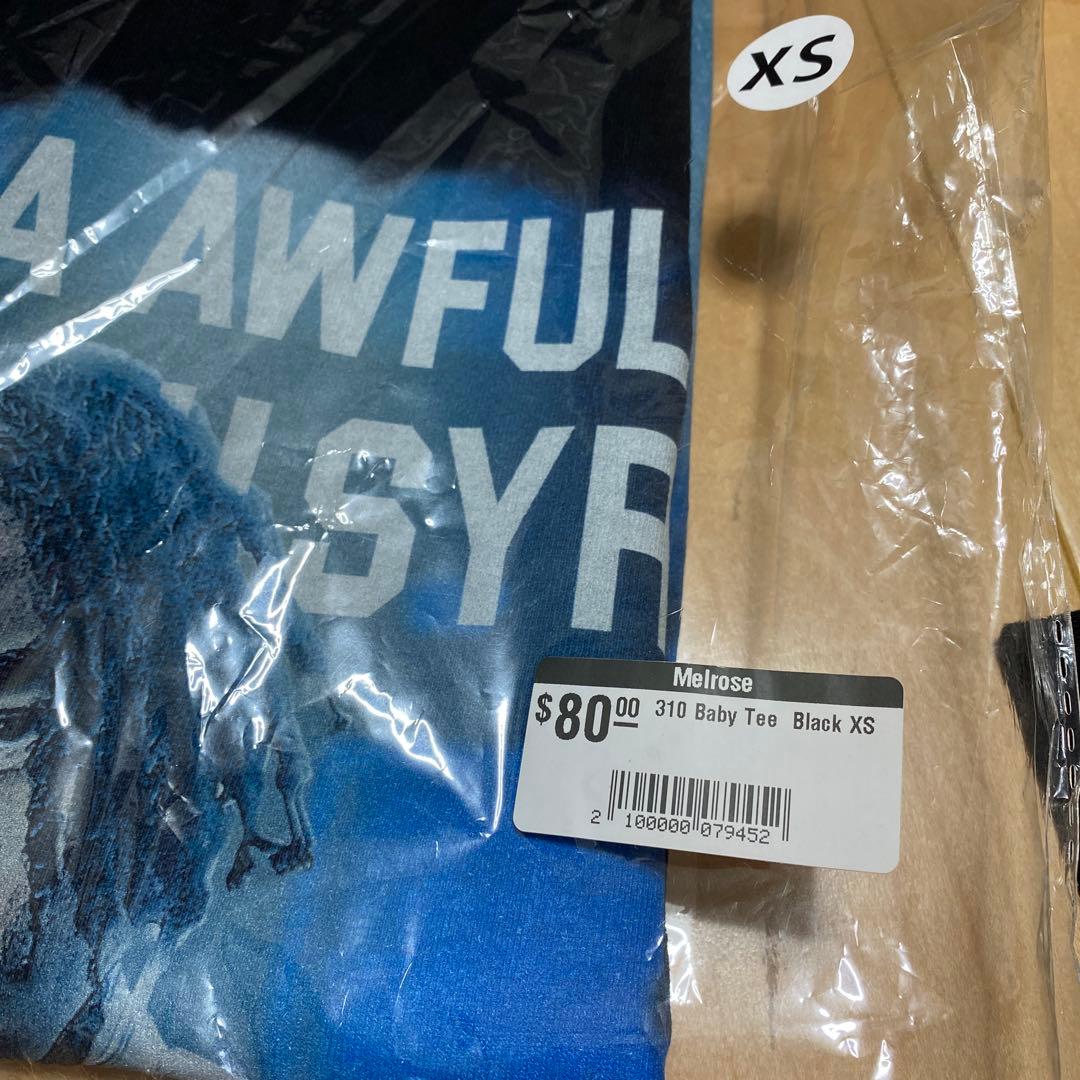 XS
A AWFUL
SYR
Melrose
$80.00 310 Baby Tee Black XS
2 100000 079452